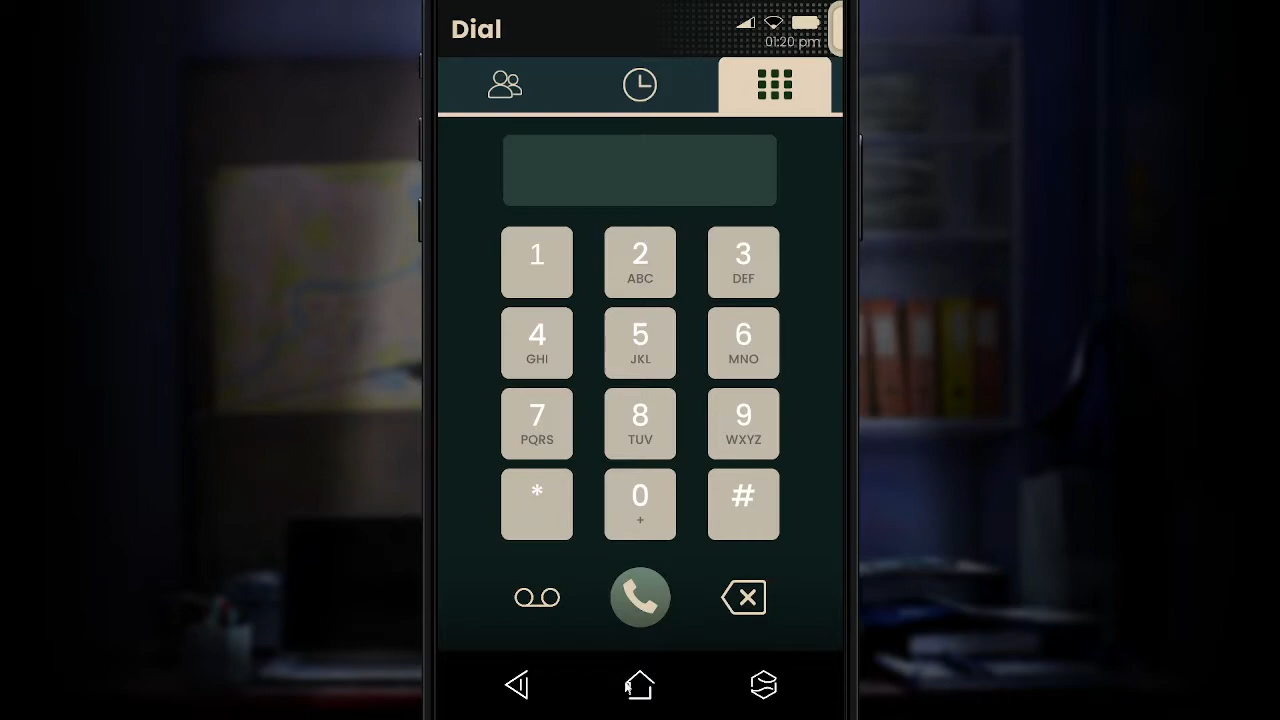 Dial
01:20 pm
1
2
ABC
3
DEF
4
GHI
5
JKL
6
MNO
7
PQRS
8
TUV
9
WXYZ
*
0
+
#